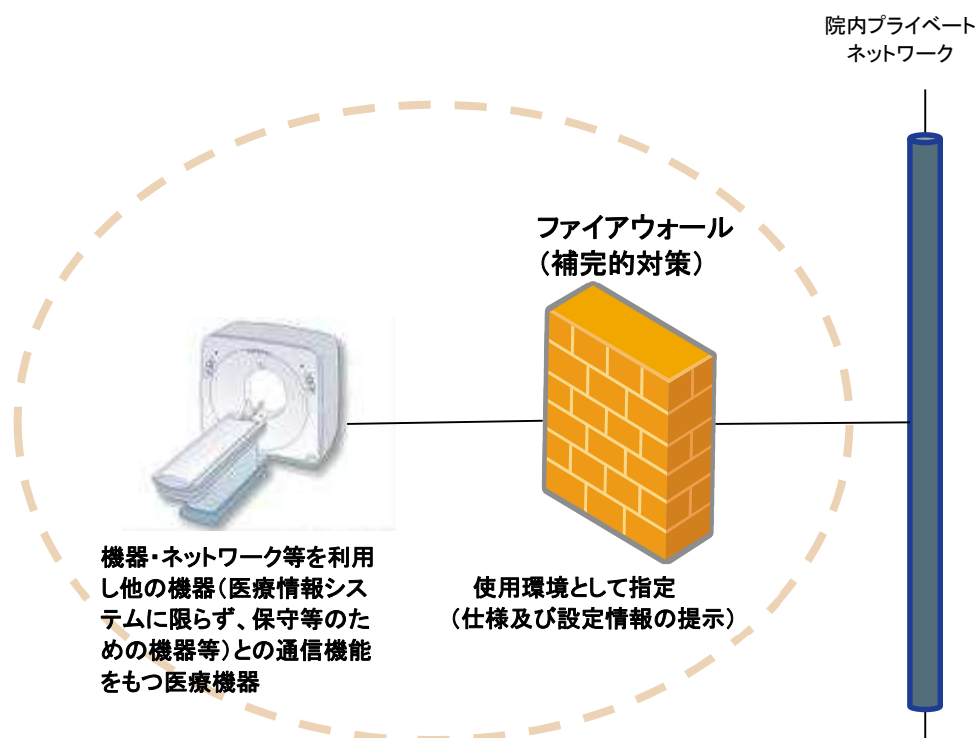 院内プライベート
ネットワーク
ファイアウォール
（補完的対策）
機器・ネットワーク等を利用
し他の機器（医療情報シス
テムに限らず、保守等のた
めの機器等）との通信機能
をもつ医療機器
使用環境として指定
（仕様及び設定情報の提示）